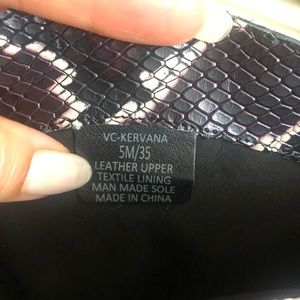 VC-KERVANA
5M/35
LEATHER UPPER
TEXTILE LINING
MAN MADE SOLE
MADE IN CHINA